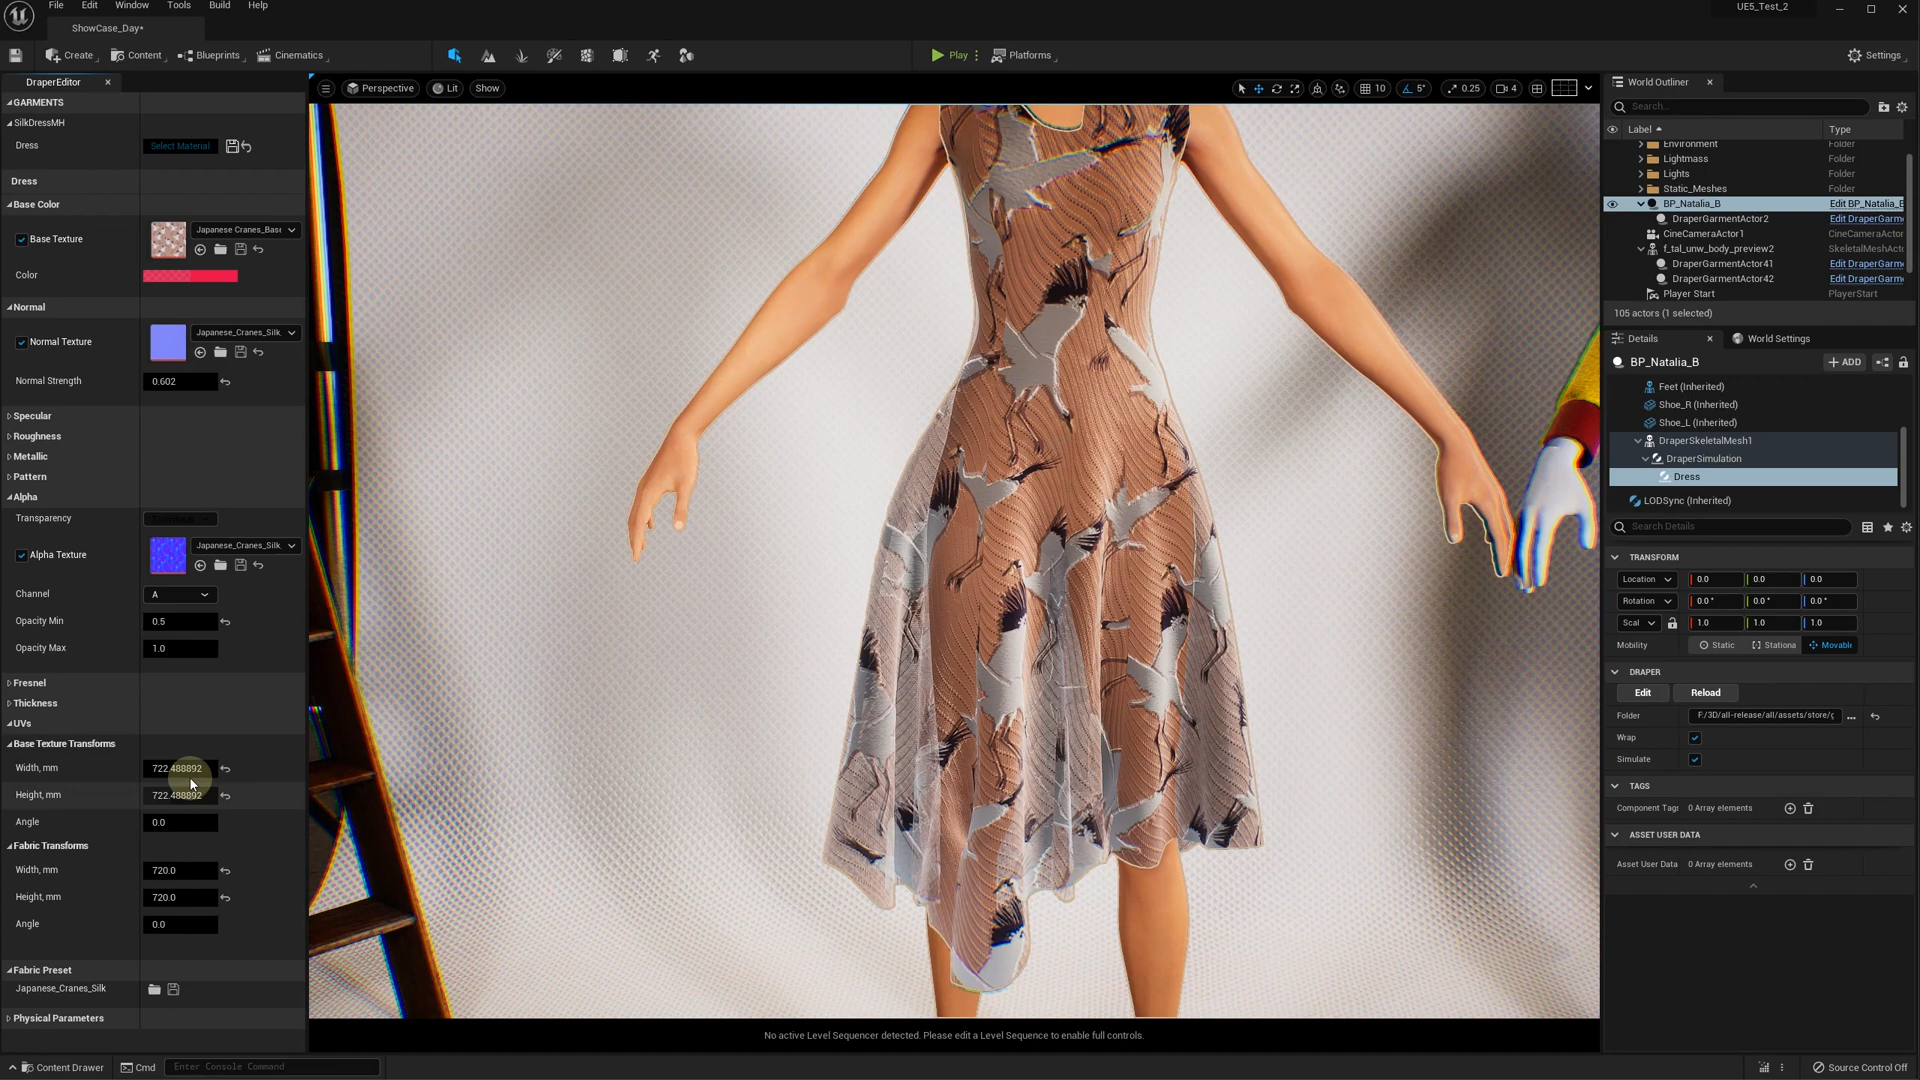 File Edit Window Tools Build Help
UE5_Test_2
ShowCase_Day*
Create Content Blueprints Cinematics Play Platforms Settings
DraperEditor
GARMENTS
SilkDressMH
Dress Select Material
Dress
Base Color
Base Texture Japanese Cranes_Base
Color
Normal
Normal Texture Japanese_Cranes_Silk
Normal Strength 0.602
Specular
Roughness
Metallic
Pattern
Alpha
Transparency
Alpha Texture Japanese_Cranes_Silk
Channel A
Opacity Min 0.5
Opacity Max 1.0
Fresnel
Thickness
UVs
Base Texture Transforms
Width, mm 722.488892
Height, mm 722.488892
Angle 0.0
Fabric Transforms
Width, mm 720.0
Height, mm 720.0
Angle 0.0
Fabric Preset
Japanese_Cranes_Silk
Physical Parameters
Perspective Lit Show 10 5° 0.25 4
No active Level Sequencer detected. Please edit a Level Sequence to enable full controls.
World Outliner
Search...
Label Type
Environment Folder
Lightmass Folder
Lights Folder
Static_Meshes Folder
BP_Natalia_B Edit BP_Natalia_B
DraperGarmentActor2 Edit DraperGarm
CineCameraActor1 CineCameraActor
f_tal_unw_body_preview2 SkeletalMeshActo
DraperGarmentActor41 Edit DraperGarm
DraperGarmentActor42 Edit DraperGarm
Player Start PlayerStart
105 actors (1 selected)
Details World Settings
BP_Natalia_B ADD
Feet (Inherited)
Shoe_R (Inherited)
Shoe_L (Inherited)
DraperSkeletalMesh1
DraperSimulation
Dress
LODSync (Inherited)
Search Details
TRANSFORM
Location 0.0 0.0 0.0
Rotation 0.0 ° 0.0 ° 0.0 °
Scal 1.0 1.0 1.0
Mobility Static Stationa Movabl
DRAPER
Edit Reload
Folder F:/3D/all-release/all/assets/store/g ...
Wrap
Simulate
TAGS
Component Tags 0 Array elements
ASSET USER DATA
Asset User Data 0 Array elements
Content Drawer Cmd Enter Console Command Source Control Off